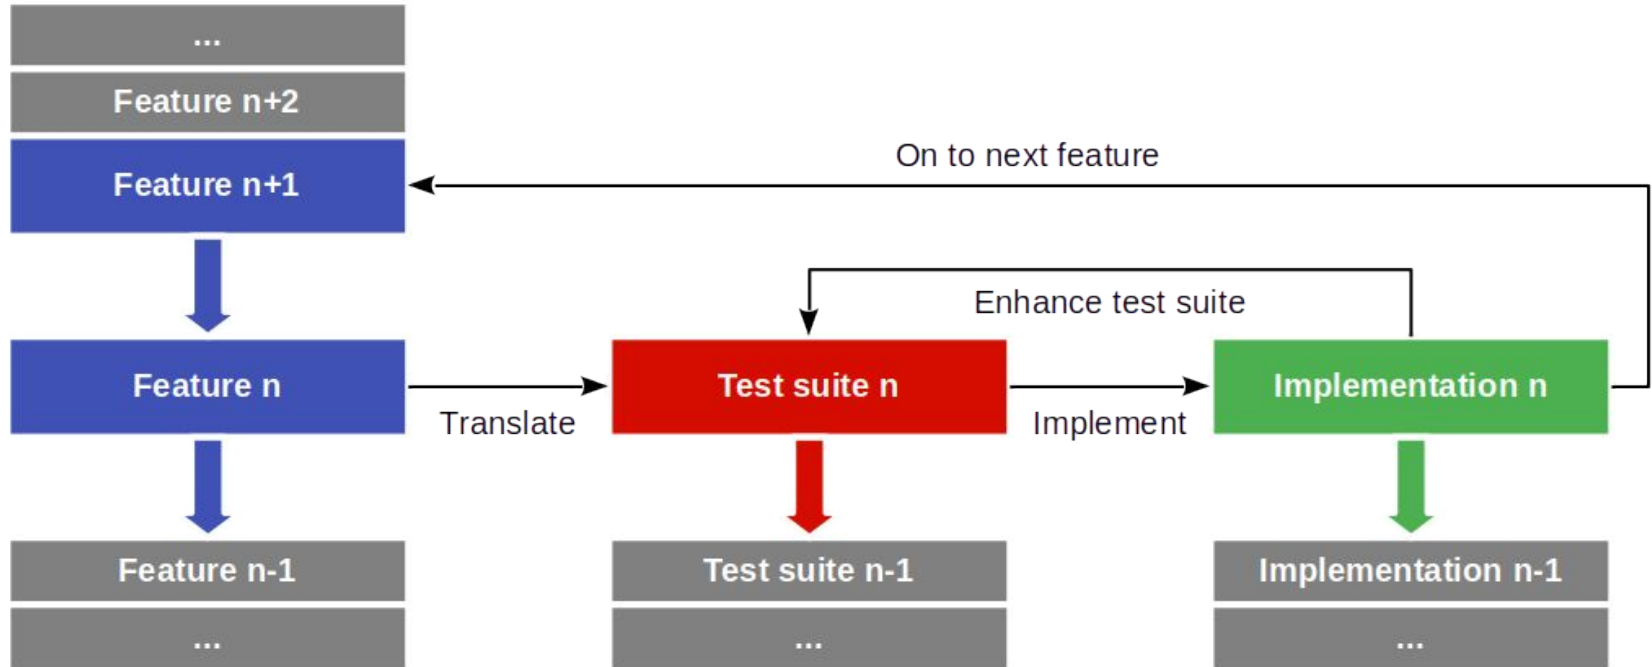 ...
Feature n+2
Feature n+1
On to next feature
Enhance test suite
Feature n
Translate
Test suite n
Implement
Implementation n
Feature n-1
Test suite n-1
Implementation n-1
...
...
...